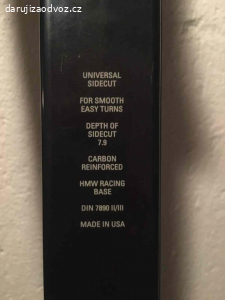 darujizaodvoz.cz
UNIVERSAL
SIDECUT
FOR SMOOTH
EASY TURNS
DEPTH OF
SIDECUT
7.9
CARBON
REINFORCED
HMW RACING
BASE
DIN 7890 II/III
MADE IN USA